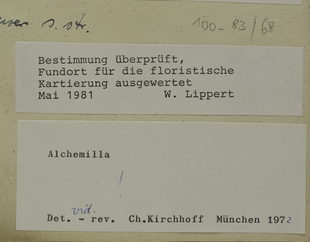 s. str.
100-83/68
Bestimmung überprüft,
Fundort für die floristische
Kartierung ausgewertet
Mai 1981 W. Lippert
Alchemilla
!
vid.
Det. - rev. Ch.Kirchhoff München 1972